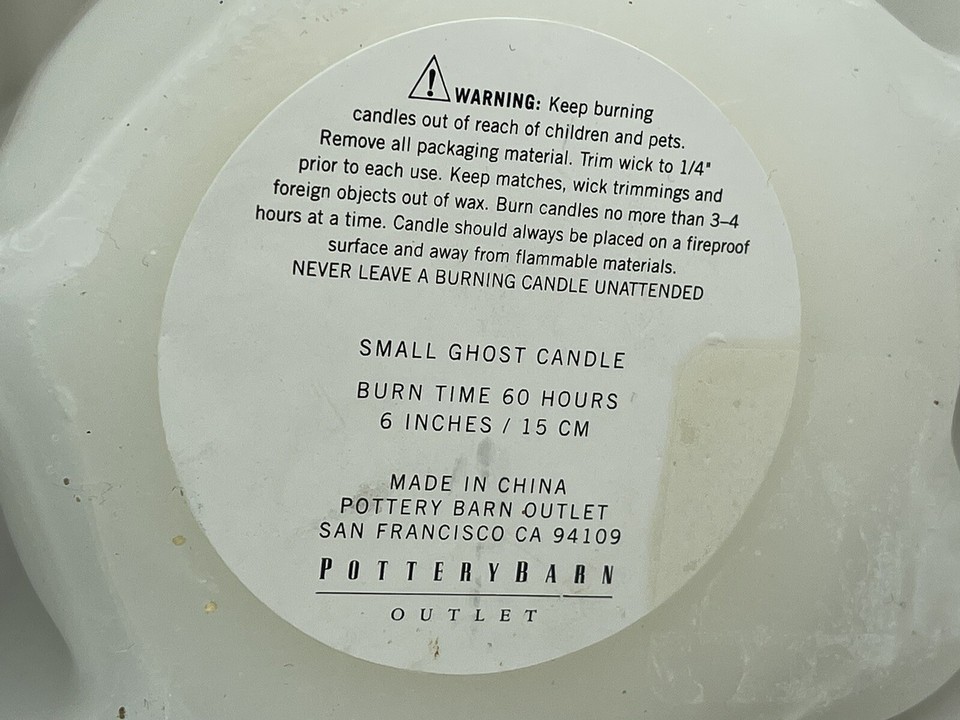 WARNING: Keep burning
candles out of reach of children and pets.
Remove all packaging material. Trim wick to 1/4"
prior to each use. Keep matches, wick trimmings and
foreign objects out of wax. Burn candles no more than 3–4
hours at a time. Candle should always be placed on a fireproof
surface and away from flammable materials.
NEVER LEAVE A BURNING CANDLE UNATTENDED
SMALL GHOST CANDLE
BURN TIME 60 HOURS
6 INCHES / 15 CM
MADE IN CHINA
POTTERY BARN OUTLET
SAN FRANCISCO CA 94109
POTTERY BARN
OUTLET